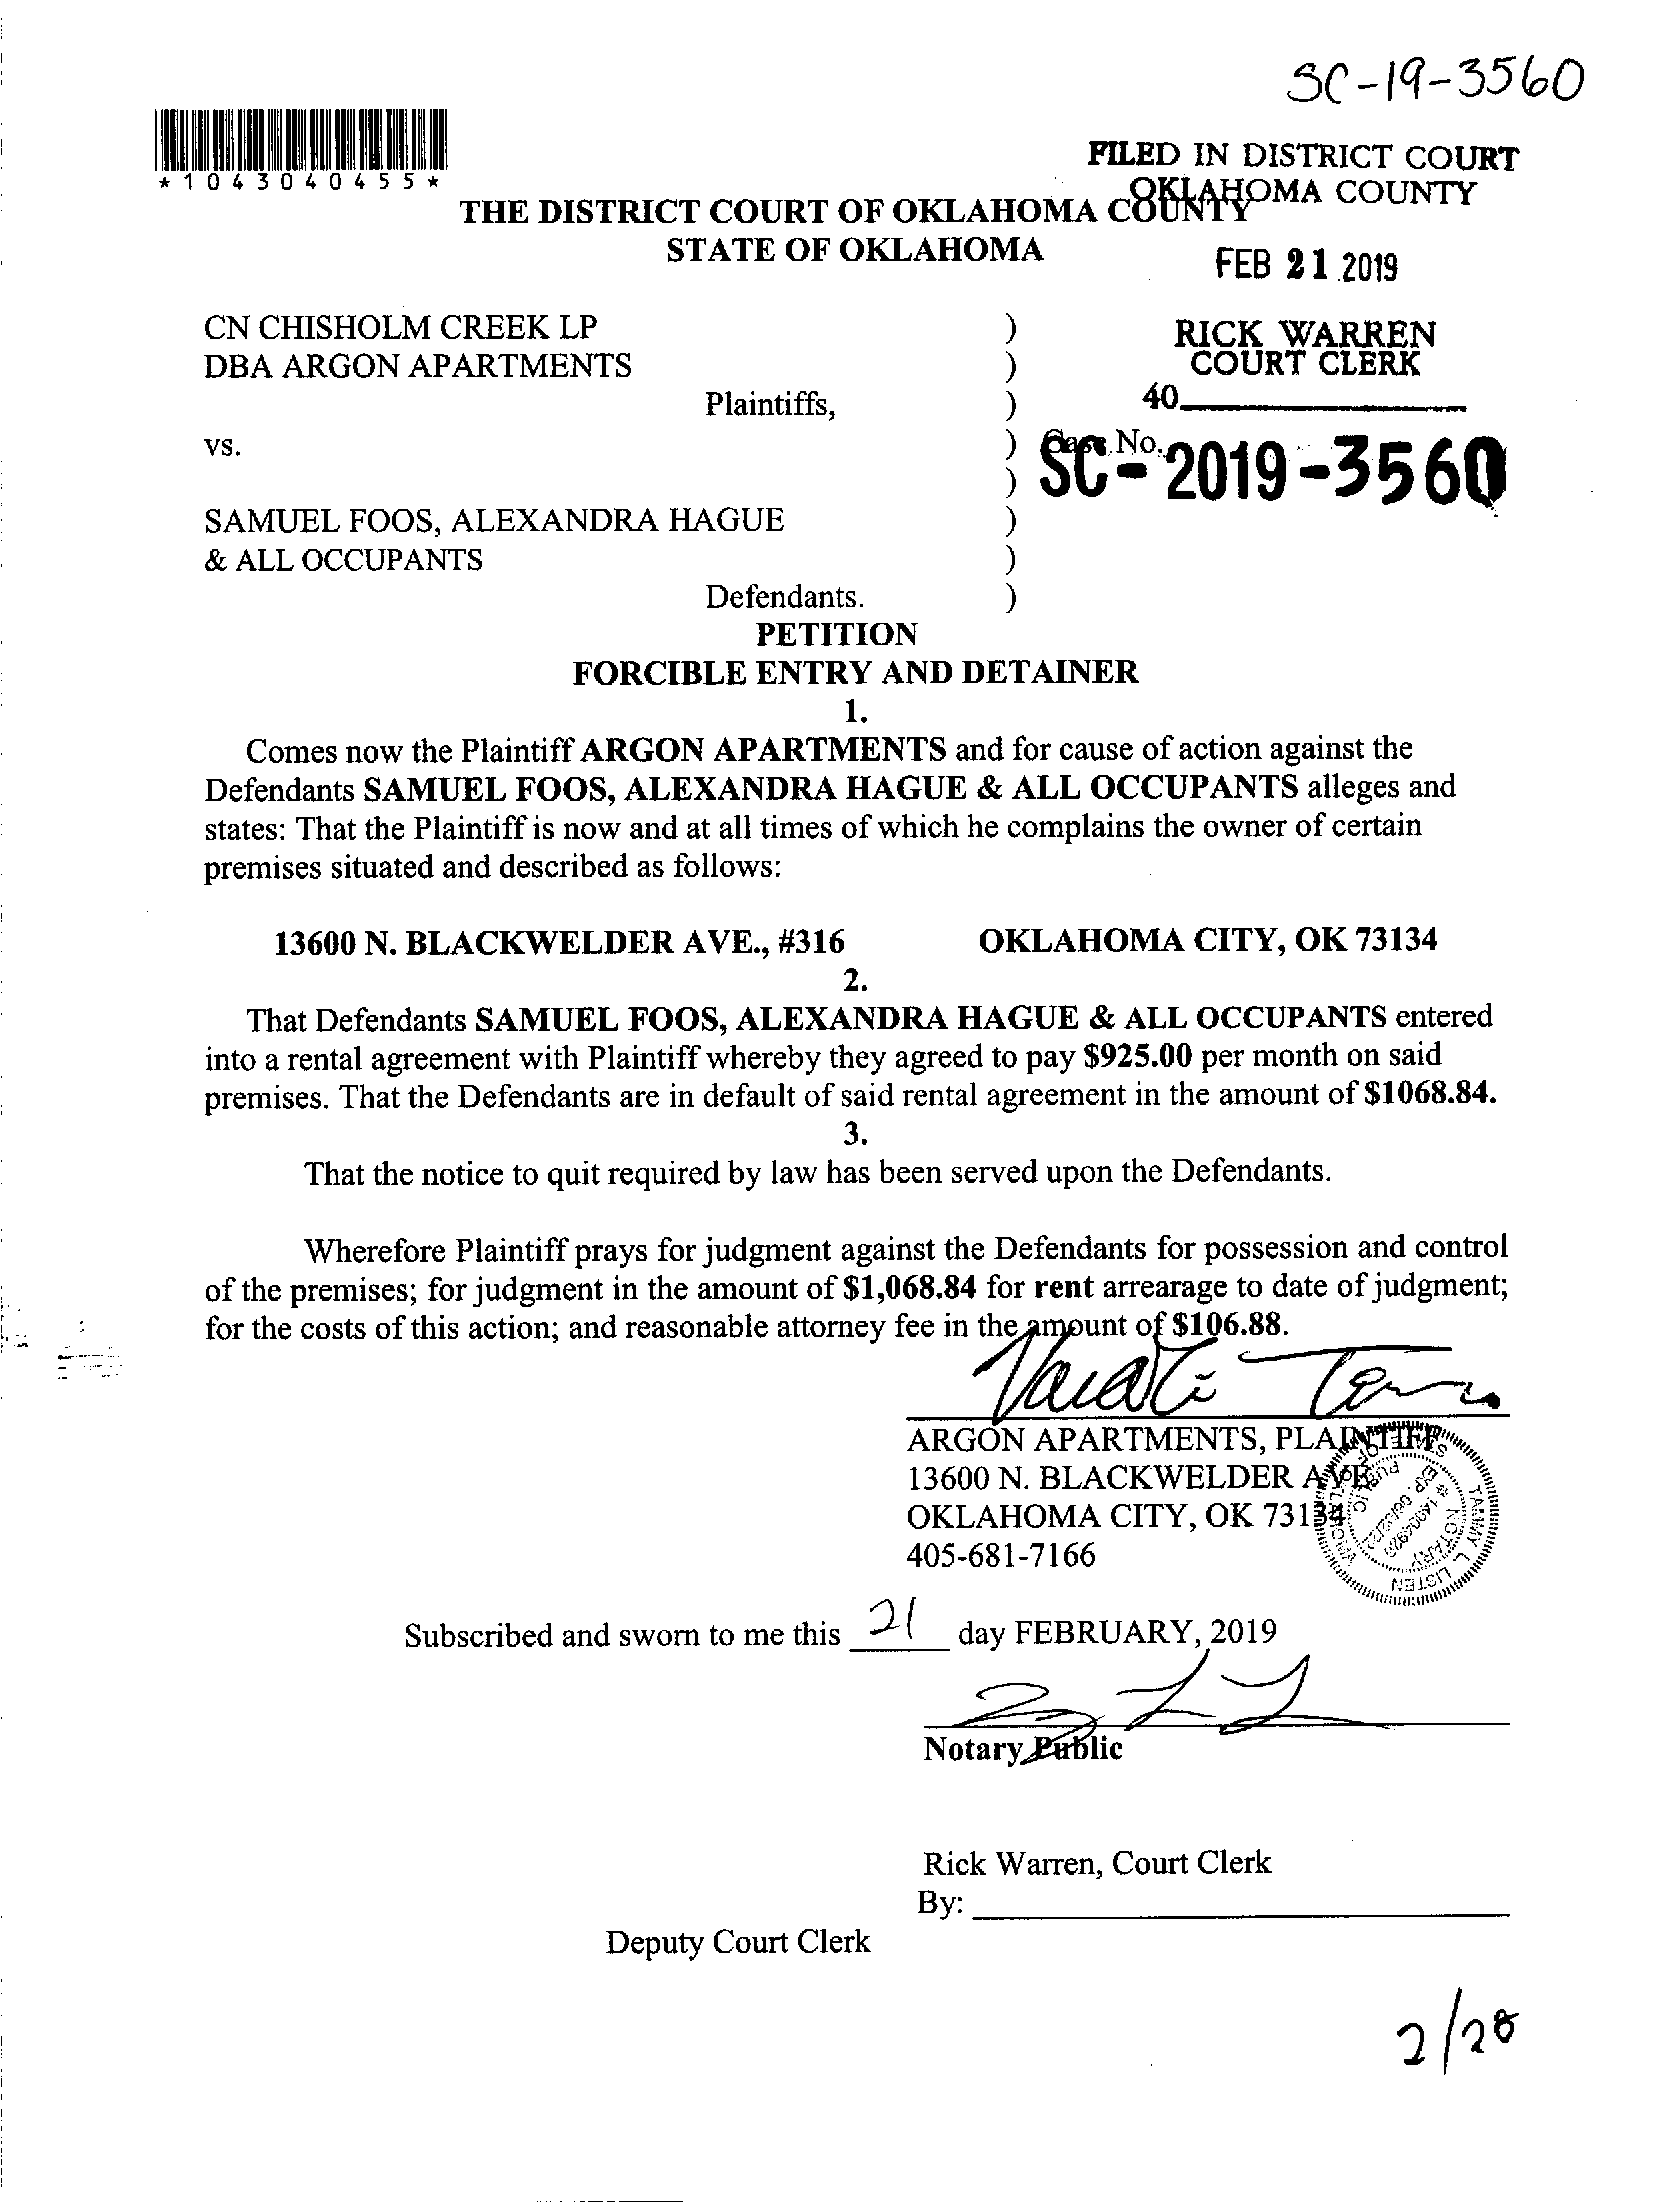 SC-19-3560
*1043040455*
FILED IN DISTRICT COURT
OKLAHOMA COUNTY
THE DISTRICT COURT OF OKLAHOMA COUNTY
STATE OF OKLAHOMA
FEB 21 2019
CN CHISHOLM CREEK LP )
DBA ARGON APARTMENTS )
RICK WARREN
COURT CLERK
Plaintiffs, )
40
vs. ) Case No.
SC-2019-3560
)
SAMUEL FOOS, ALEXANDRA HAGUE )
& ALL OCCUPANTS )
Defendants. )
PETITION
FORCIBLE ENTRY AND DETAINER
1.
Comes now the Plaintiff ARGON APARTMENTS and for cause of action against the
Defendants SAMUEL FOOS, ALEXANDRA HAGUE & ALL OCCUPANTS alleges and
states: That the Plaintiff is now and at all times of which he complains the owner of certain
premises situated and described as follows:
13600 N. BLACKWELDER AVE., #316 OKLAHOMA CITY, OK 73134
2.
That Defendants SAMUEL FOOS, ALEXANDRA HAGUE & ALL OCCUPANTS entered
into a rental agreement with Plaintiff whereby they agreed to pay $925.00 per month on said
premises. That the Defendants are in default of said rental agreement in the amount of $1068.84.
3.
That the notice to quit required by law has been served upon the Defendants.
Wherefore Plaintiff prays for judgment against the Defendants for possession and control
of the premises; for judgment in the amount of $1,068.84 for rent arrearage to date of judgment;
for the costs of this action; and reasonable attorney fee in the amount of $106.88.
ARGON APARTMENTS, PLAINTIFF
13600 N. BLACKWELDER AVE
OKLAHOMA CITY, OK 73134
405-681-7166
TAMMY L. LISTEN
NOTARY PUBLIC
Subscribed and sworn to me this 21 day FEBRUARY, 2019
Notary Public
Rick Warren, Court Clerk
By:
Deputy Court Clerk
2/28